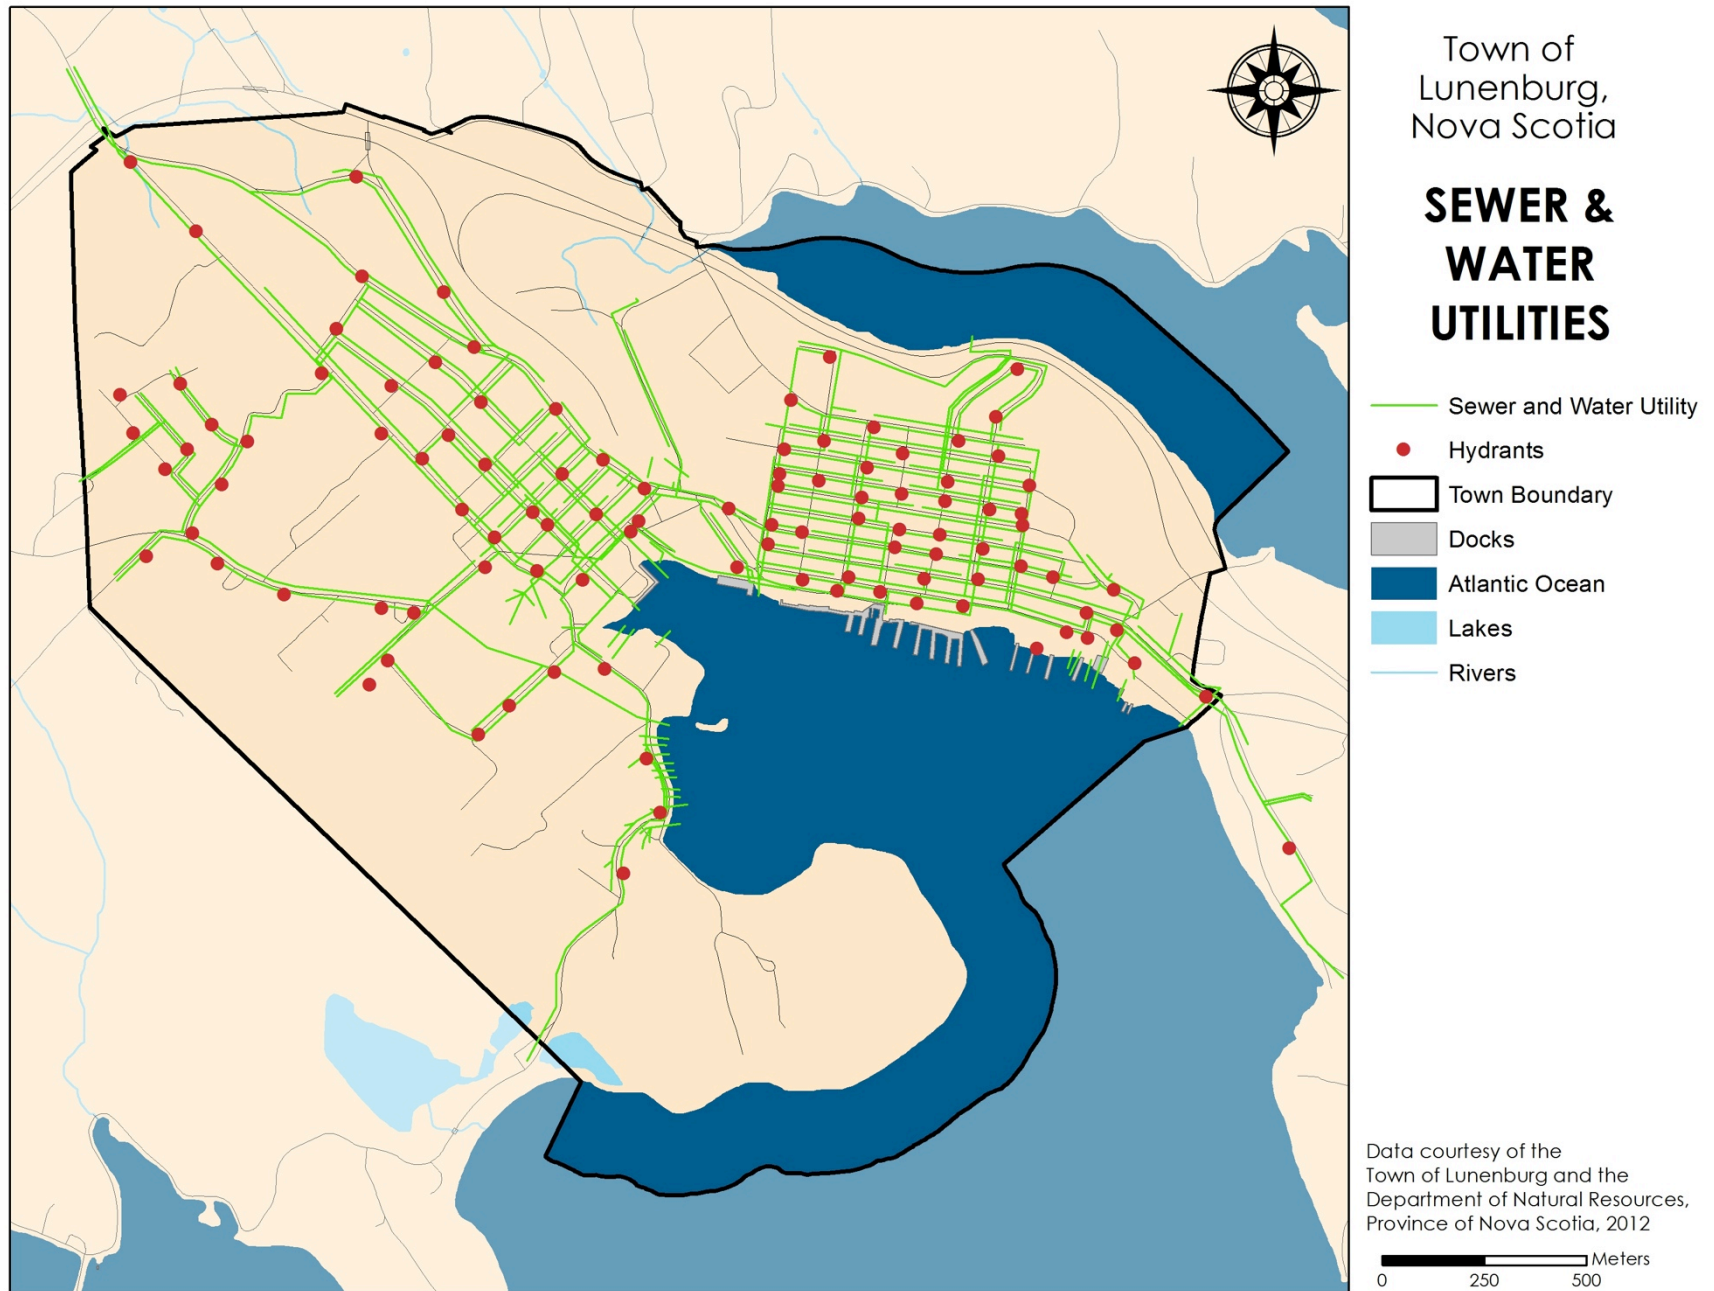 Town of
Lunenburg,
Nova Scotia
SEWER &
WATER
UTILITIES
Sewer and Water Utility
Hydrants
Town Boundary
Docks
Atlantic Ocean
Lakes
Rivers
Data courtesy of the
Town of Lunenburg and the
Department of Natural Resources,
Province of Nova Scotia, 2012
Meters
0 250 500